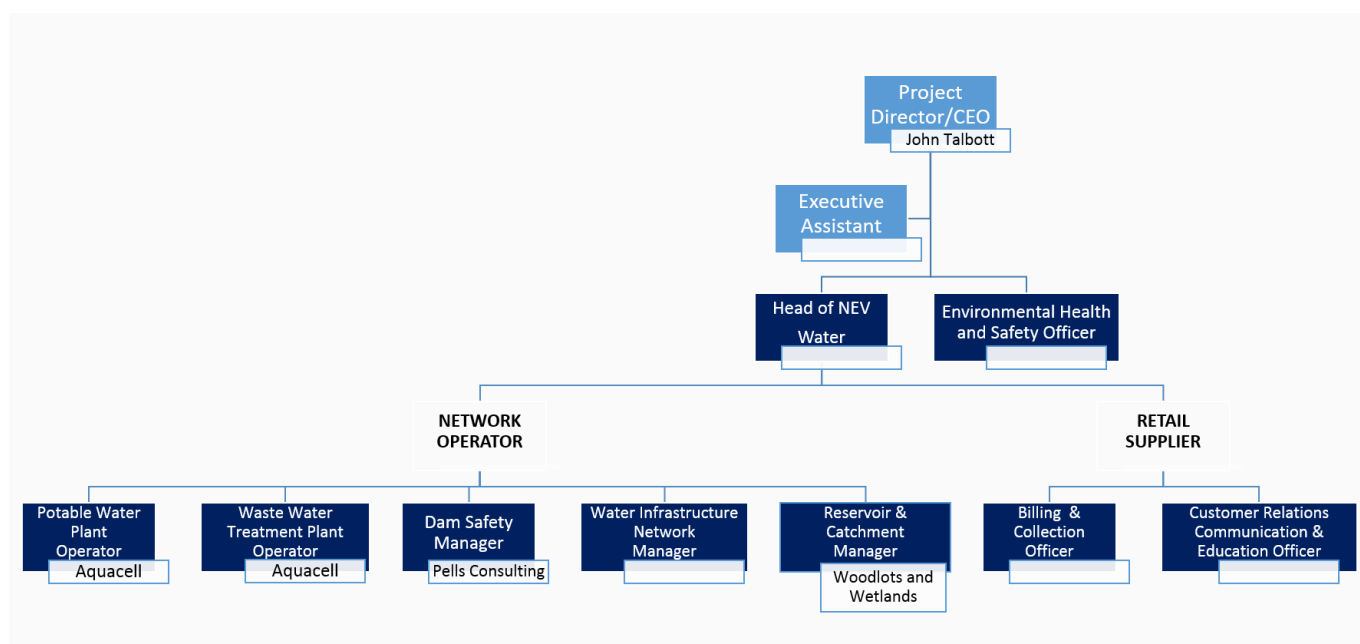 Project
Director/CEO
John Talbott
Executive
Assistant
Head of NEV
Water
Environmental Health
and Safety Officer
NETWORK
OPERATOR
RETAIL
SUPPLIER
Potable Water
Plant
Operator
Aquacell
Waste Water
Treatment Plant
Operator
Aquacell
Dam Safety
Manager
Pells Consulting
Water Infrastructure
Network
Manager
Reservoir &
Catchment
Manager
Woodlots and
Wetlands
Billing &
Collection
Officer
Customer Relations
Communication &
Education Officer